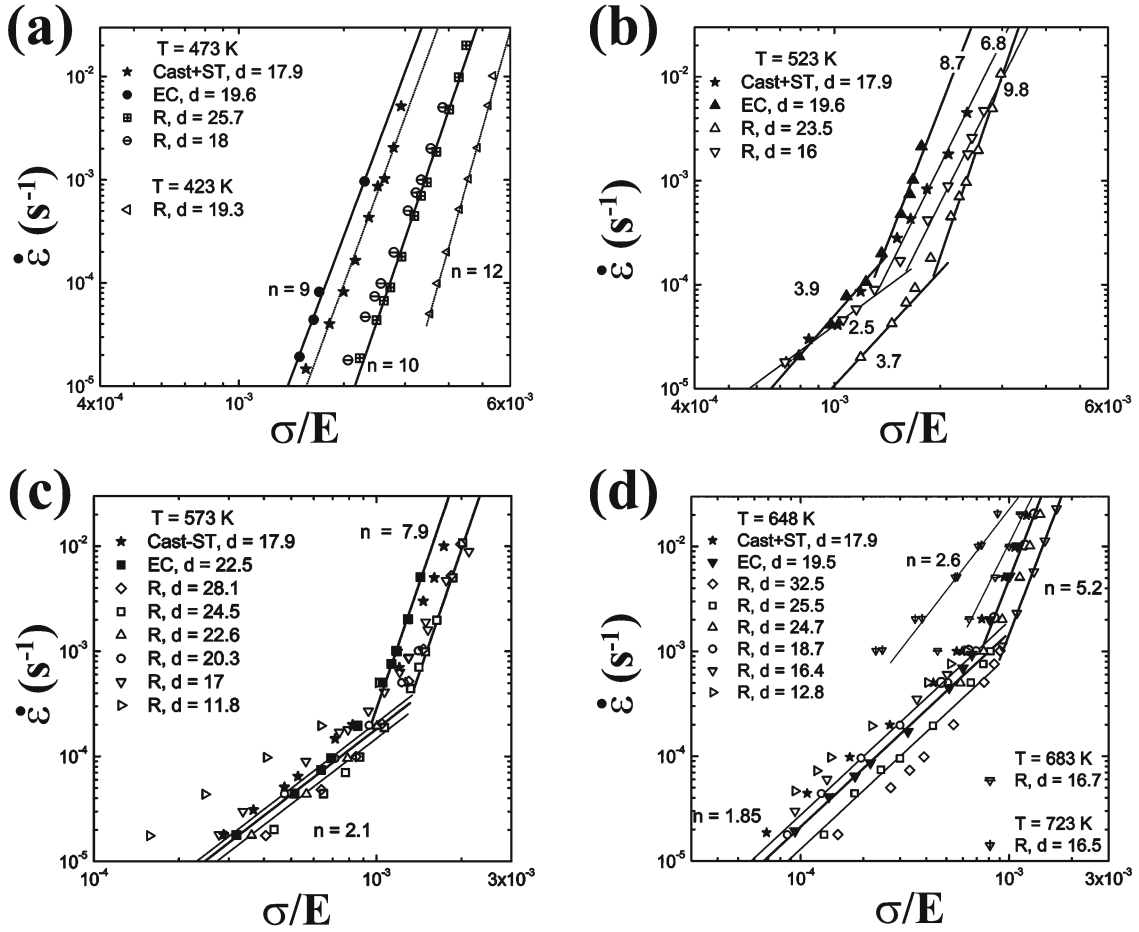 (a)
T = 473 K
Cast+ST, d = 17.9
EC, d = 19.6
R, d = 25.7
R, d = 18
T = 423 K
R, d = 19.3
n = 9
n = 12
n = 10
10⁻²
10⁻³
10⁻⁴
10⁻⁵
ε̇ (s⁻¹)
4x10⁻⁴
10⁻³
6x10⁻³
σ/E
(b)
T = 523 K
Cast+ST, d = 17.9
EC, d = 19.6
R, d = 23.5
R, d = 16
8.7
6.8
9.8
3.9
2.5
3.7
10⁻²
10⁻³
10⁻⁴
10⁻⁵
ε̇ (s⁻¹)
4x10⁻⁴
10⁻³
6x10⁻³
σ/E
(c)
T = 573 K
Cast-ST, d = 17.9
EC, d = 22.5
R, d = 28.1
R, d = 24.5
R, d = 22.6
R, d = 20.3
R, d = 17
R, d = 11.8
n = 7.9
n = 2.1
10⁻²
10⁻³
10⁻⁴
10⁻⁵
ε̇ (s⁻¹)
10⁻⁴
10⁻³
3x10⁻³
σ/E
(d)
T = 648 K
Cast+ST, d = 17.9
EC, d = 19.5
R, d = 32.5
R, d = 25.5
R, d = 24.7
R, d = 18.7
R, d = 16.4
R, d = 12.8
n = 2.6
n = 5.2
T = 683 K
R, d = 16.7
T = 723 K
R, d = 16.5
n = 1.85
10⁻²
10⁻³
10⁻⁴
10⁻⁵
ε̇ (s⁻¹)
10⁻⁴
10⁻³
3x10⁻³
σ/E